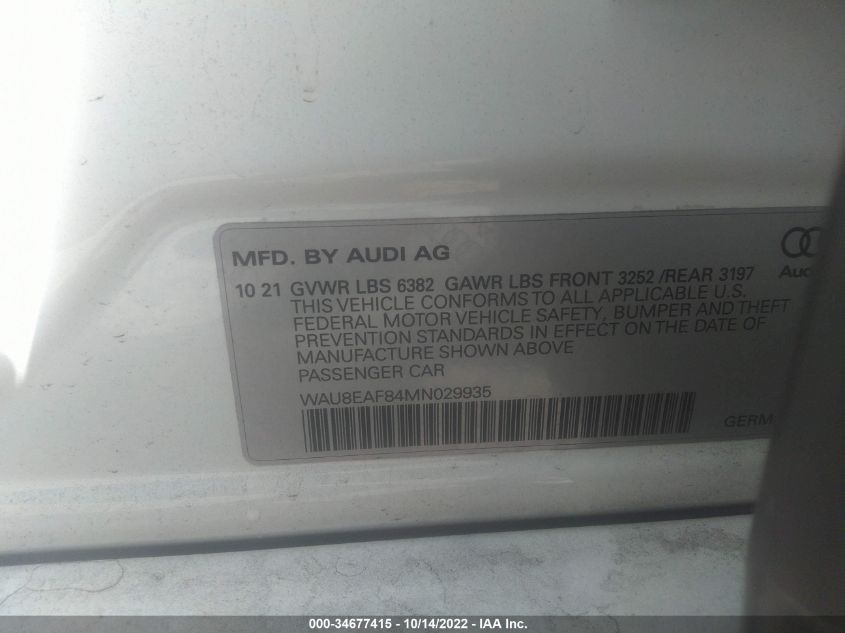 MFD. BY AUDI AG
10 21 GVWR LBS 6382 GAWR LBS FRONT 3252 /REAR 3197
THIS VEHICLE CONFORMS TO ALL APPLICABLE U.S.
FEDERAL MOTOR VEHICLE SAFETY, BUMPER AND THEFT
PREVENTION STANDARDS IN EFFECT ON THE DATE OF
MANUFACTURE SHOWN ABOVE
PASSENGER CAR
WAU8EAF84MN029935
Aud
GERM
000-34677415 - 10/14/2022 - IAA Inc.